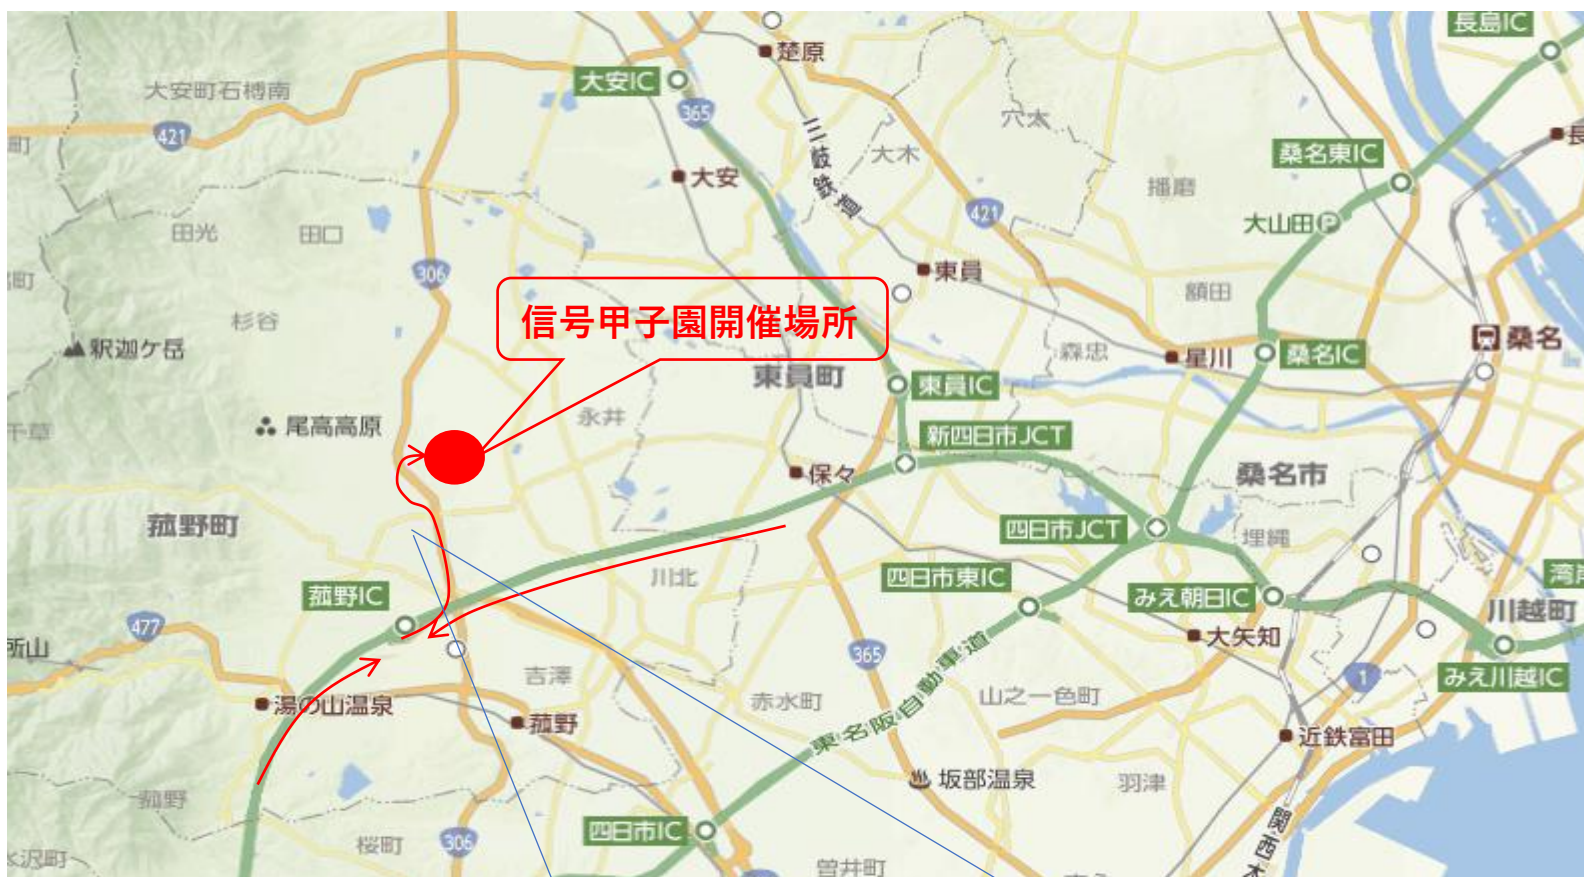 長島IC
楚原
大安IC
大安町石榑南
365
穴太
421
三岐鉄道
大木
桑名東IC
大安
播磨
421
大山田P
田光
田口
306
東員
額田
信号甲子園開催場所
杉谷
釈迦ケ岳
森忠
星川
桑名IC
桑名
東員町
東員IC
永井
尾高高原
千草
新四日市JCT
保々
桑名市
菰野町
四日市JCT
埋縄
川北
四日市東IC
菰野IC
みえ朝日IC
川越町
477
大矢知
365
吉澤
1
みえ川越IC
湯の山温泉
赤水町
山之一色町
菰野
東名阪自動車道
近鉄富田
坂部温泉
羽津
菰野
四日市IC
306
桜町
水沢町
曽井町